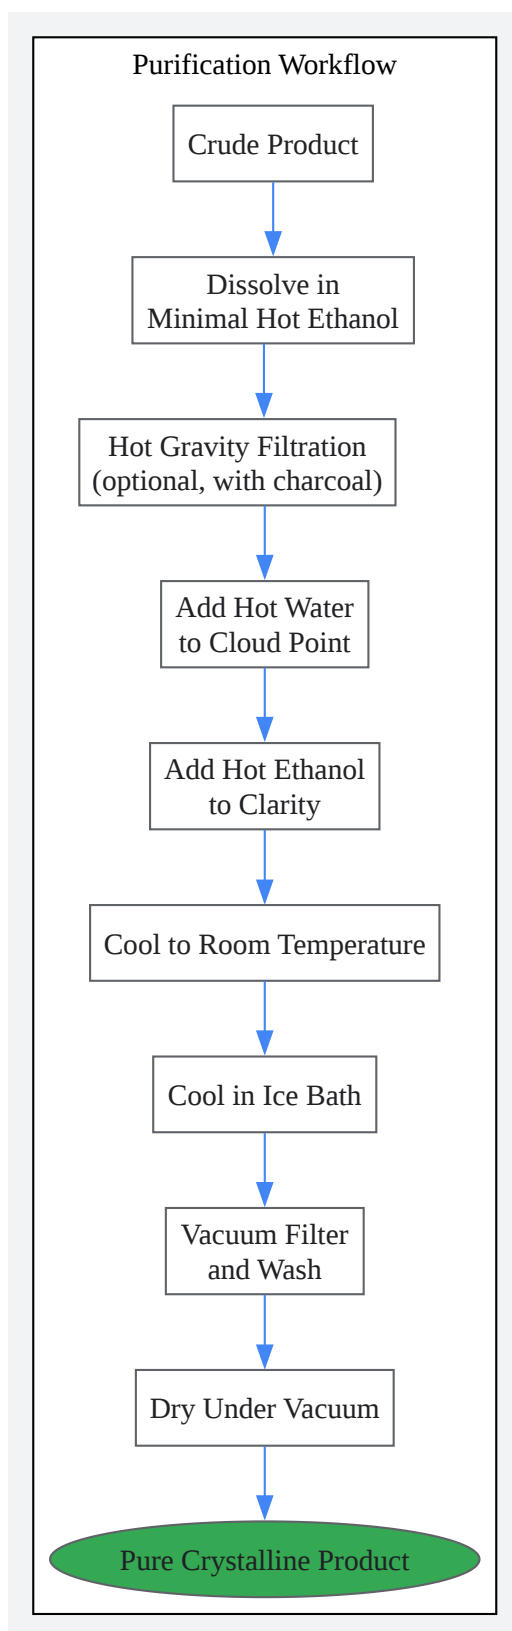 Purification Workflow
Crude Product
Dissolve in
Minimal Hot Ethanol
Hot Gravity Filtration
(optional, with charcoal)
Add Hot Water
to Cloud Point
Add Hot Ethanol
to Clarity
Cool to Room Temperature
Cool in Ice Bath
Vacuum Filter
and Wash
Dry Under Vacuum
Pure Crystalline Product